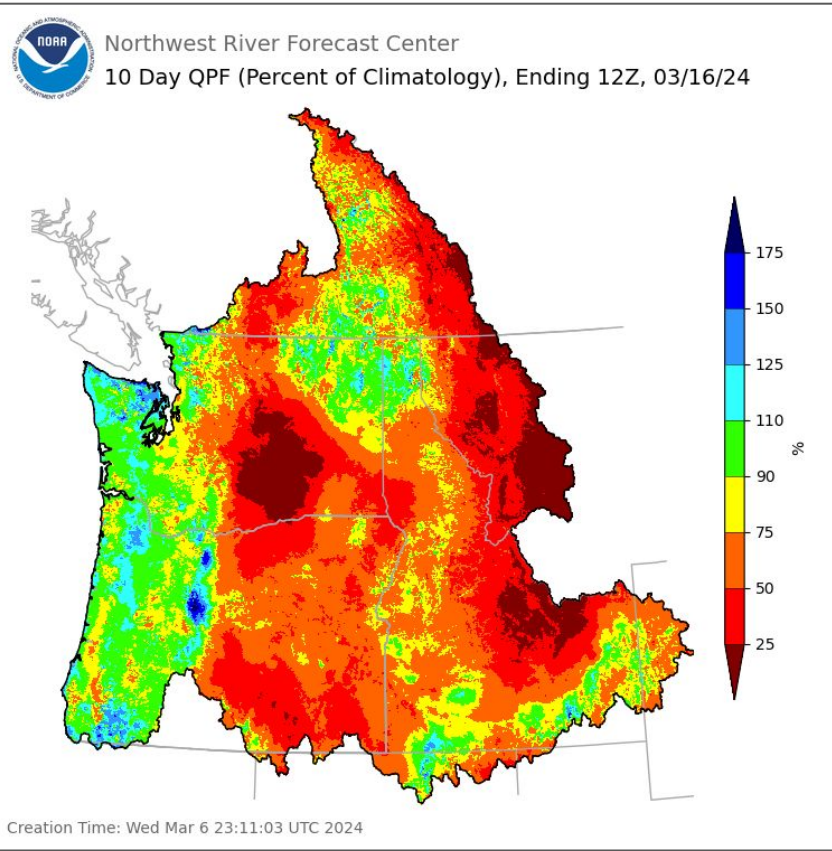 NATIONAL OCEANIC AND ATMOSPHERIC ADMINISTRATION
NOAA
U.S. DEPARTMENT OF COMMERCE
Northwest River Forecast Center
10 Day QPF (Percent of Climatology), Ending 12Z, 03/16/24
175
150
125
110
90
75
50
25
%
Creation Time: Wed Mar 6 23:11:03 UTC 2024